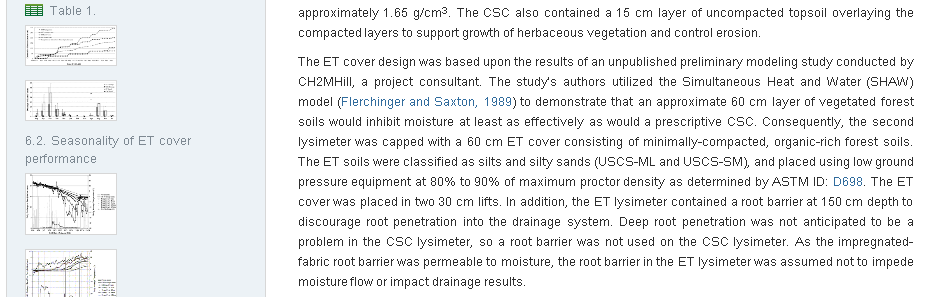 Table 1.
6.2. Seasonality of ET cover
performance
approximately 1.65 g/cm3. The CSC also contained a 15 cm layer of uncompacted topsoil overlaying the
compacted layers to support growth of herbaceous vegetation and control erosion.
The ET cover design was based upon the results of an unpublished preliminary modeling study conducted by
CH2MHill, a project consultant. The study's authors utilized the Simultaneous Heat and Water (SHAW)
model (Flerchinger and Saxton, 1989) to demonstrate that an approximate 60 cm layer of vegetated forest
soils would inhibit moisture at least as effectively as would a prescriptive CSC. Consequently, the second
lysimeter was capped with a 60 cm ET cover consisting of minimally-compacted, organic-rich forest soils.
The ET soils were classified as silts and silty sands (USCS-ML and USCS-SM), and placed using low ground
pressure equipment at 80% to 90% of maximum proctor density as determined by ASTM ID: D698. The ET
cover was placed in two 30 cm lifts. In addition, the ET lysimeter contained a root barrier at 150 cm depth to
discourage root penetration into the drainage system. Deep root penetration was not anticipated to be a
problem in the CSC lysimeter, so a root barrier was not used on the CSC lysimeter. As the impregnated-
fabric root barrier was permeable to moisture, the root barrier in the ET lysimeter was assumed not to impede
moisture flow or impact drainage results.